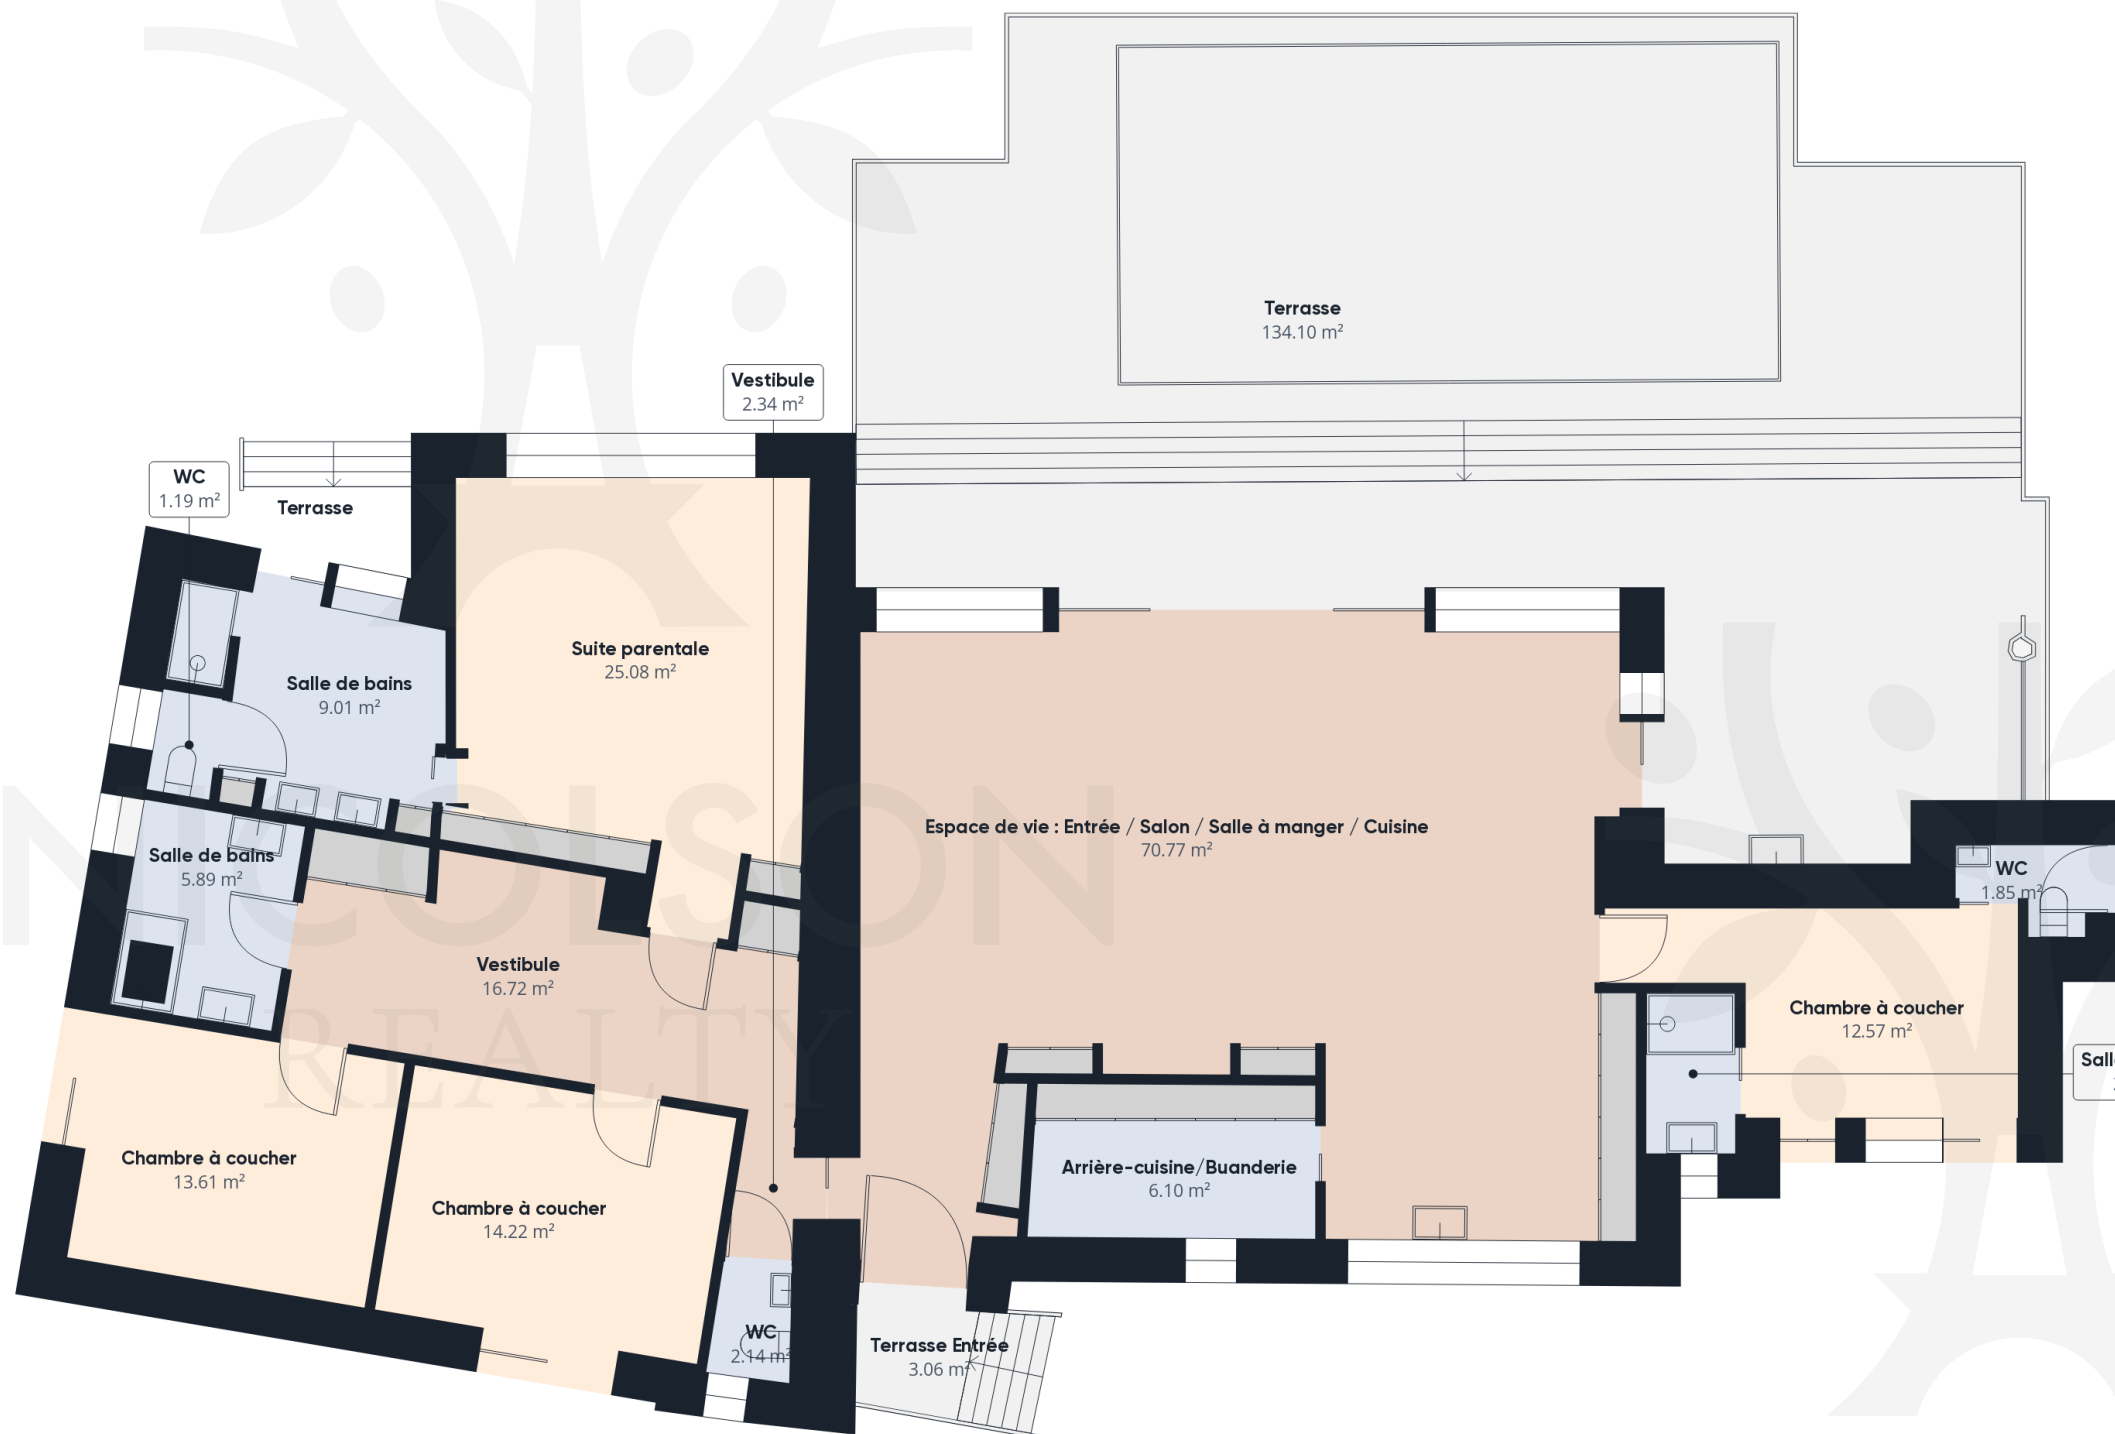 Terrasse
134.10 m²
Vestibule
2.34 m²
WC
1.19 m²
Terrasse
Suite parentale
25.08 m²
Salle de bains
9.01 m²
Espace de vie : Entrée / Salon / Salle à manger / Cuisine
70.77 m²
Salle de bains
5.89 m²
WC
1.85 m²
Vestibule
16.72 m²
Chambre à coucher
12.57 m²
Chambre à coucher
13.61 m²
Arrière-cuisine/Buanderie
6.10 m²
Chambre à coucher
14.22 m²
WC
2.14 m²
Terrasse Entrée
3.06 m²
NICOLSON
REALTY